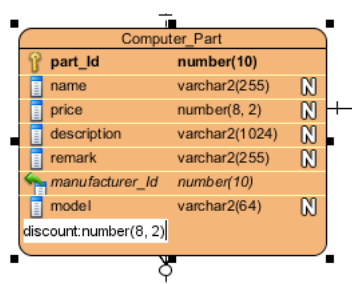 Computer_Part
part_Id number(10)
name varchar2(255) N
price number(8, 2) N
description varchar2(1024) N
remark varchar2(255) N
manufacturer_Id number(10)
model varchar2(64) N
discount:number(8, 2)